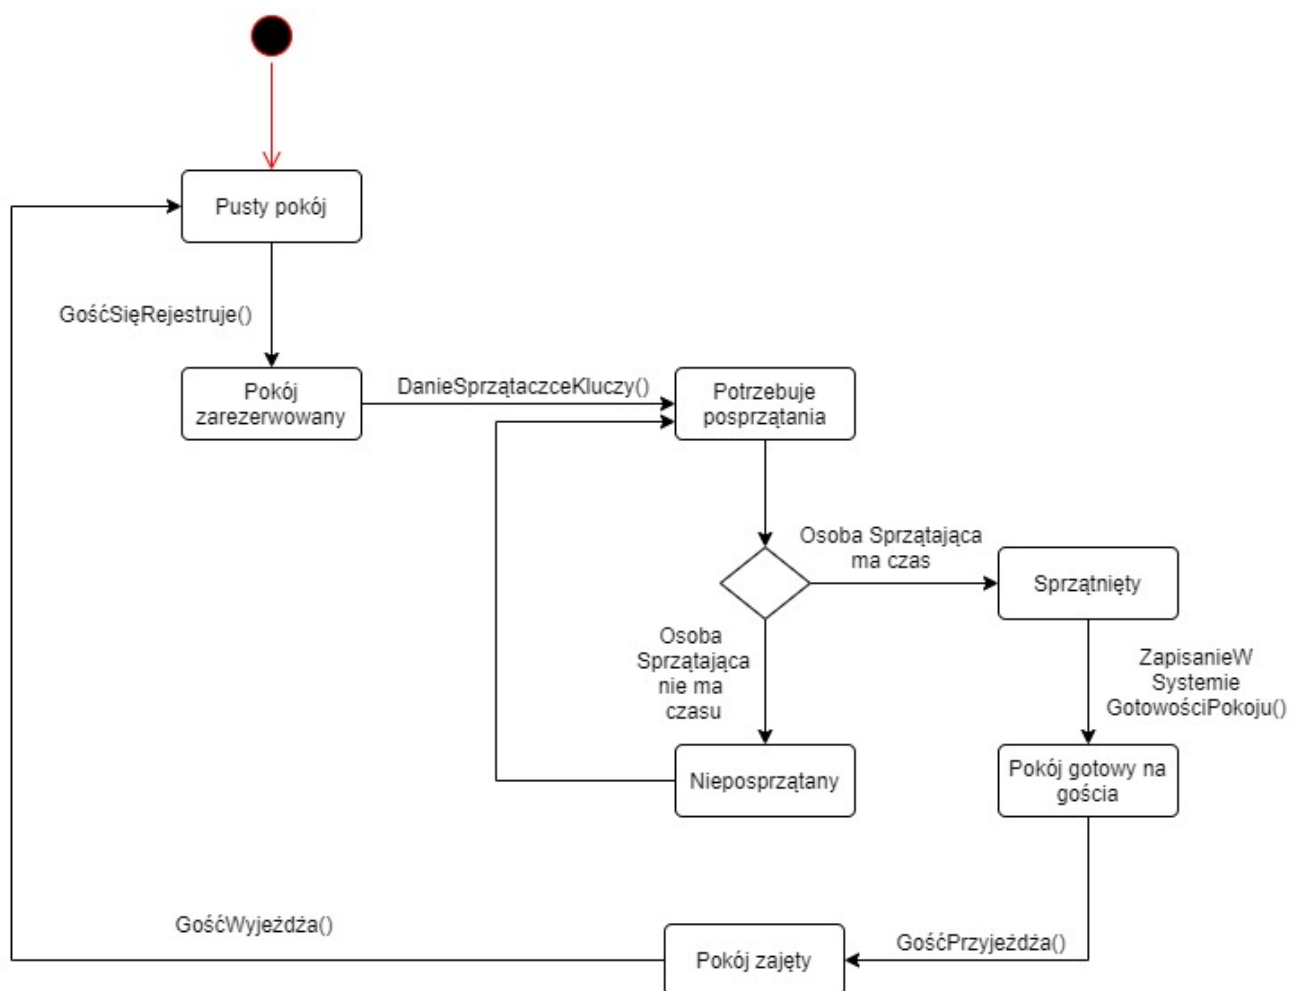 Pusty pokój
GośćSięRejestruje()
Pokój
zarezerwowany
DanieSprzątaczceKluczy()
Potrzebuje
posprzątania
Osoba Sprzątająca
ma czas
Sprzątnięty
Osoba
Sprzątająca
nie ma
czasu
ZapisanieW
Systemie
GotowościPokoju()
Nieposprzątany
Pokój gotowy na
gościa
GośćWyjeżdża()
Pokój zajęty
GośćPrzyjeżdża()